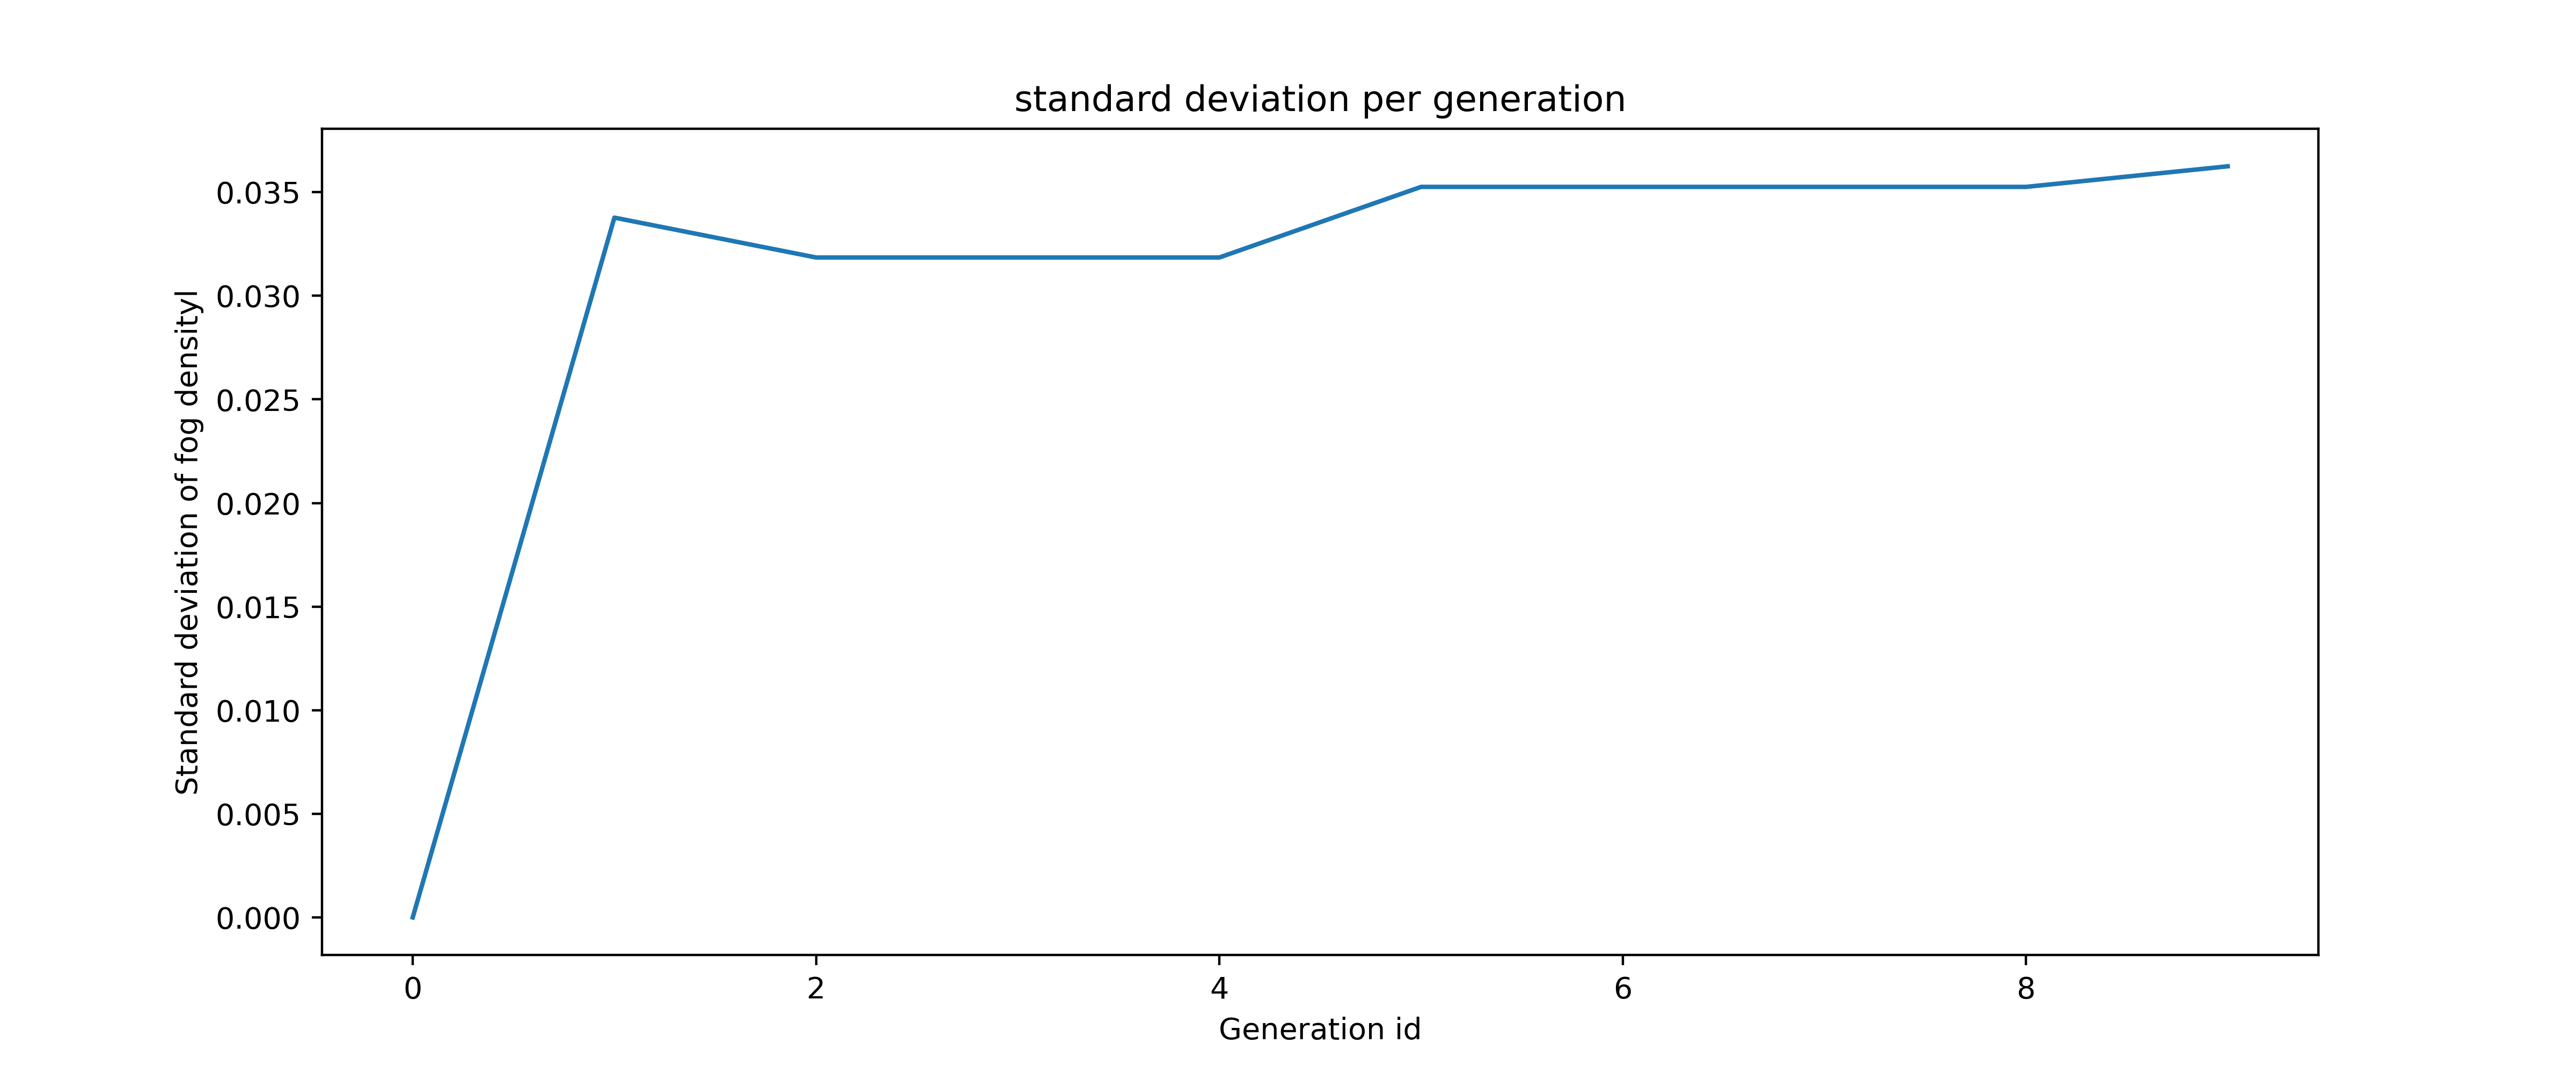 standard deviation per generation
Standard deviation of fog densityl
0.035
0.030
0.025
0.020
0.015
0.010
0.005
0.000
0 2 4 6 8
Generation id